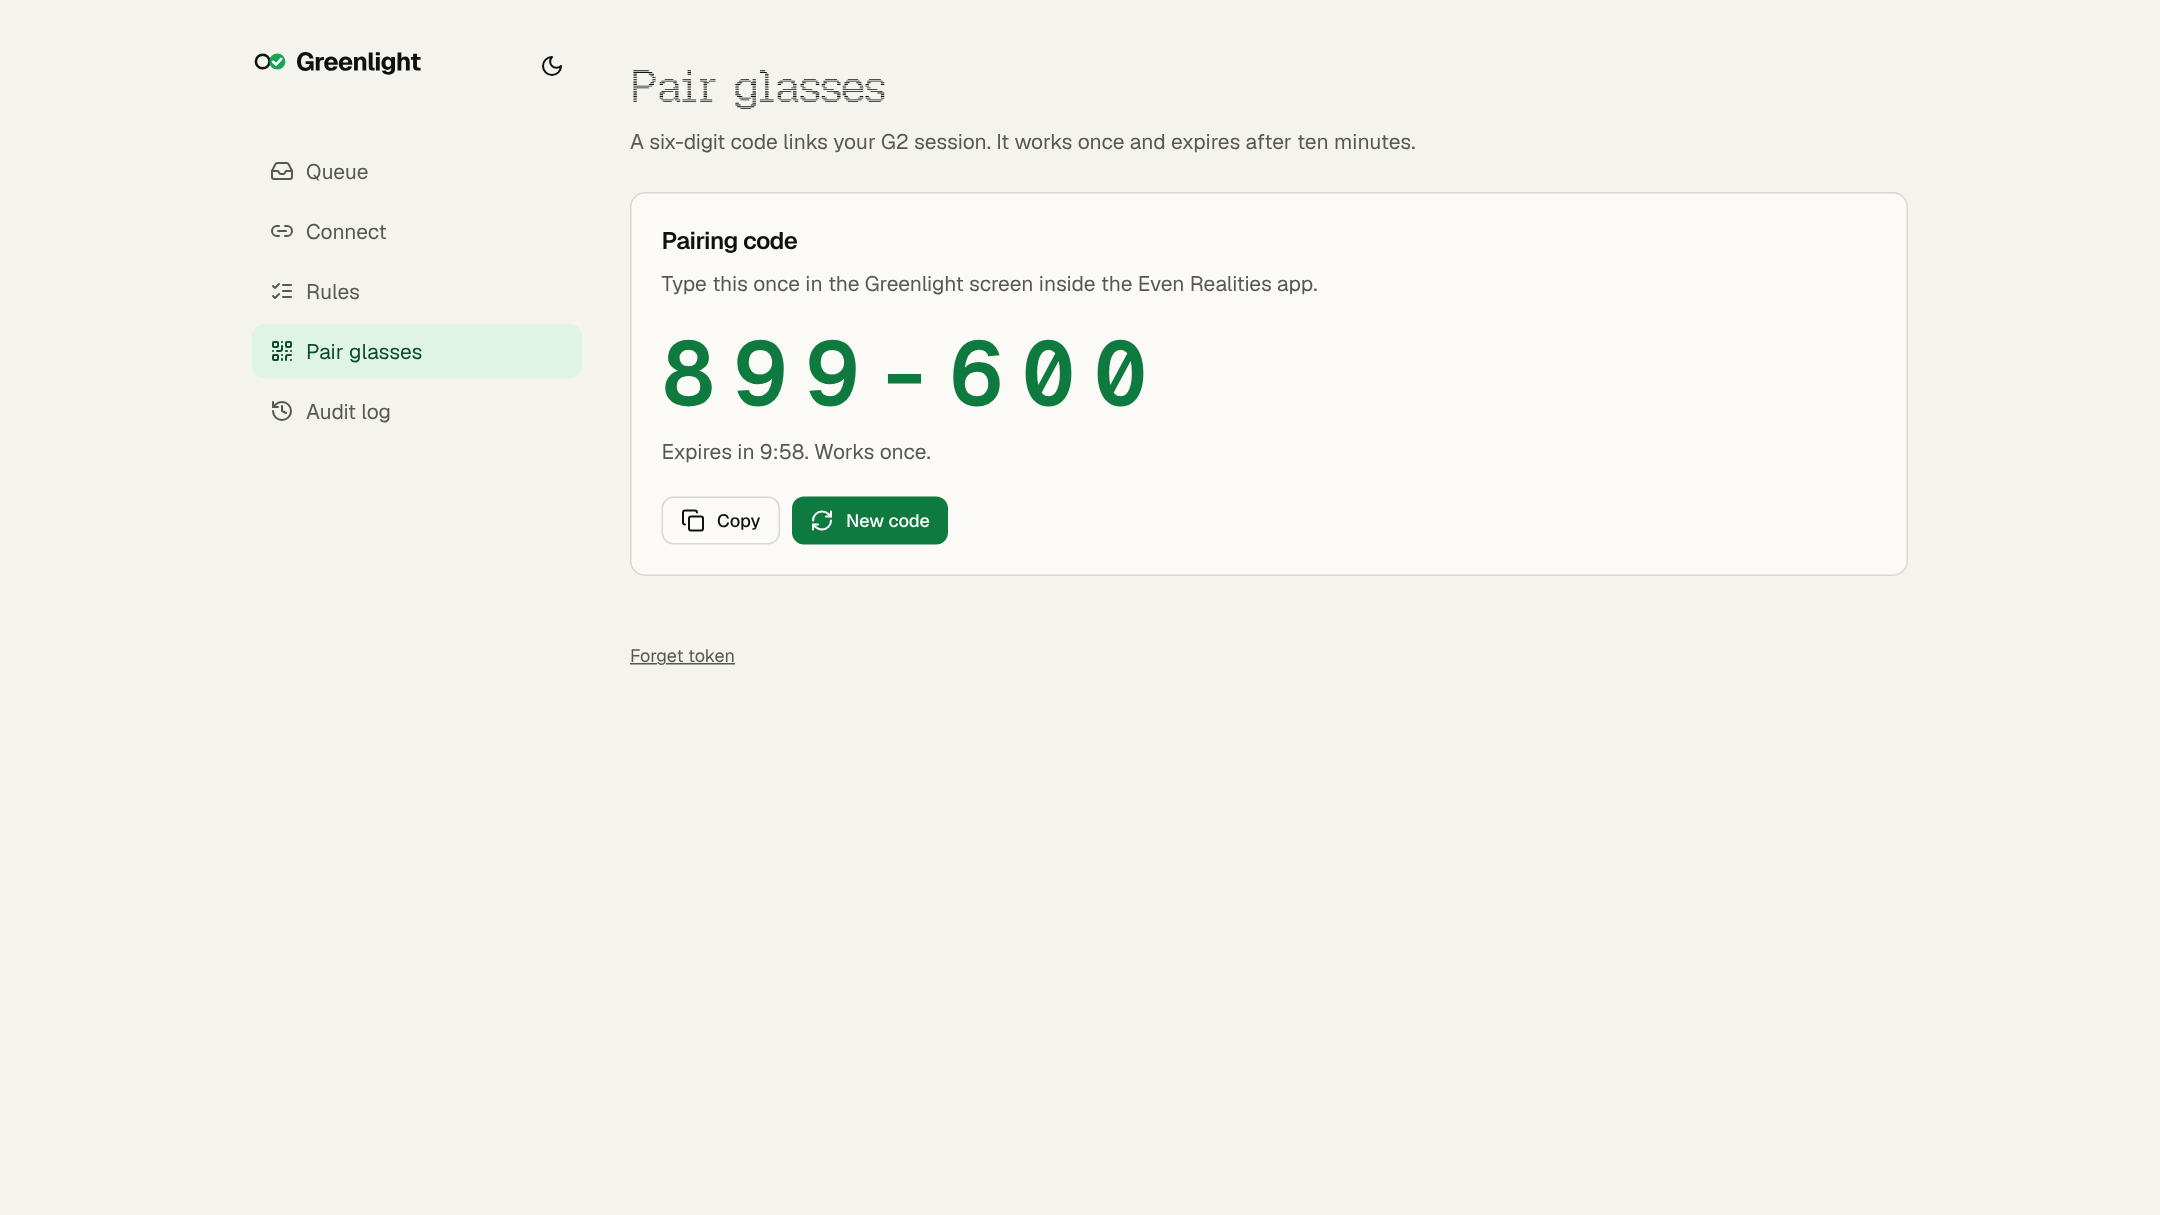 Greenlight
Queue
Connect
Rules
Pair glasses
Audit log
Pair glasses
A six-digit code links your G2 session. It works once and expires after ten minutes.
Pairing code
Type this once in the Greenlight screen inside the Even Realities app.
899-600
Expires in 9:58. Works once.
Copy
New code
Forget token